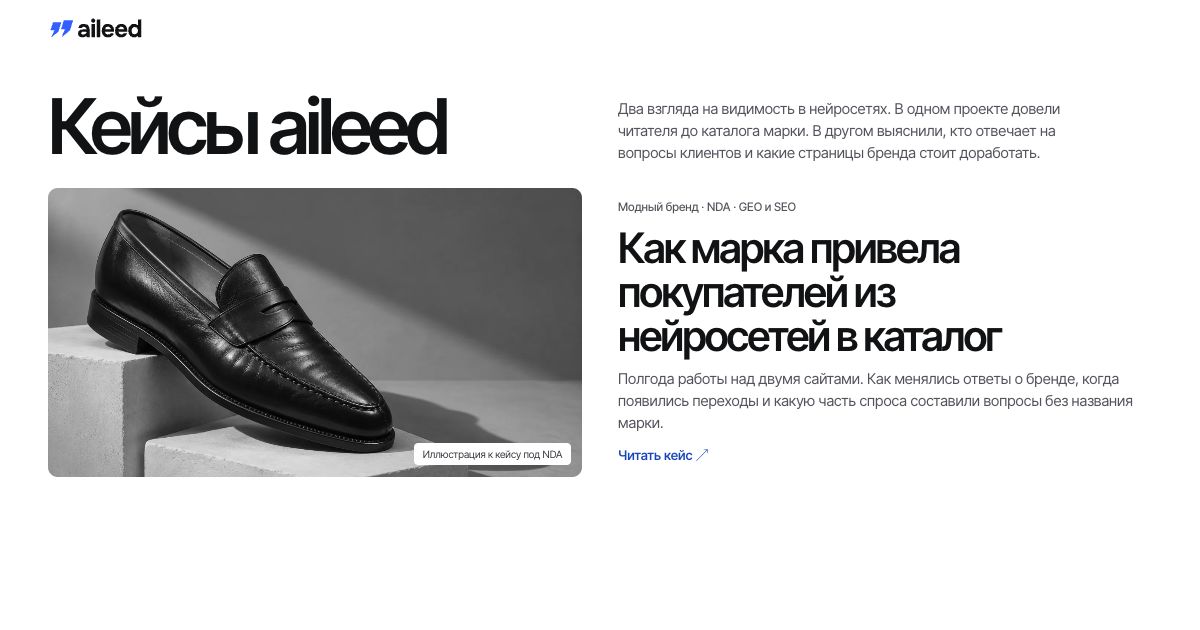 aileed
Кейсы aileed
Два взгляда на видимость в нейросетях. В одном проекте довели
читателя до каталога марки. В другом выяснили, кто отвечает на
вопросы клиентов и какие страницы бренда стоит доработать.
Модный бренд · NDA · GEO и SEO
Как марка привела
покупателей из
нейросетей в каталог
Полгода работы над двумя сайтами. Как менялись ответы о бренде, когда
появились переходы и какую часть спроса составили вопросы без названия
марки.
Читать кейс
Иллюстрация к кейсу под NDA